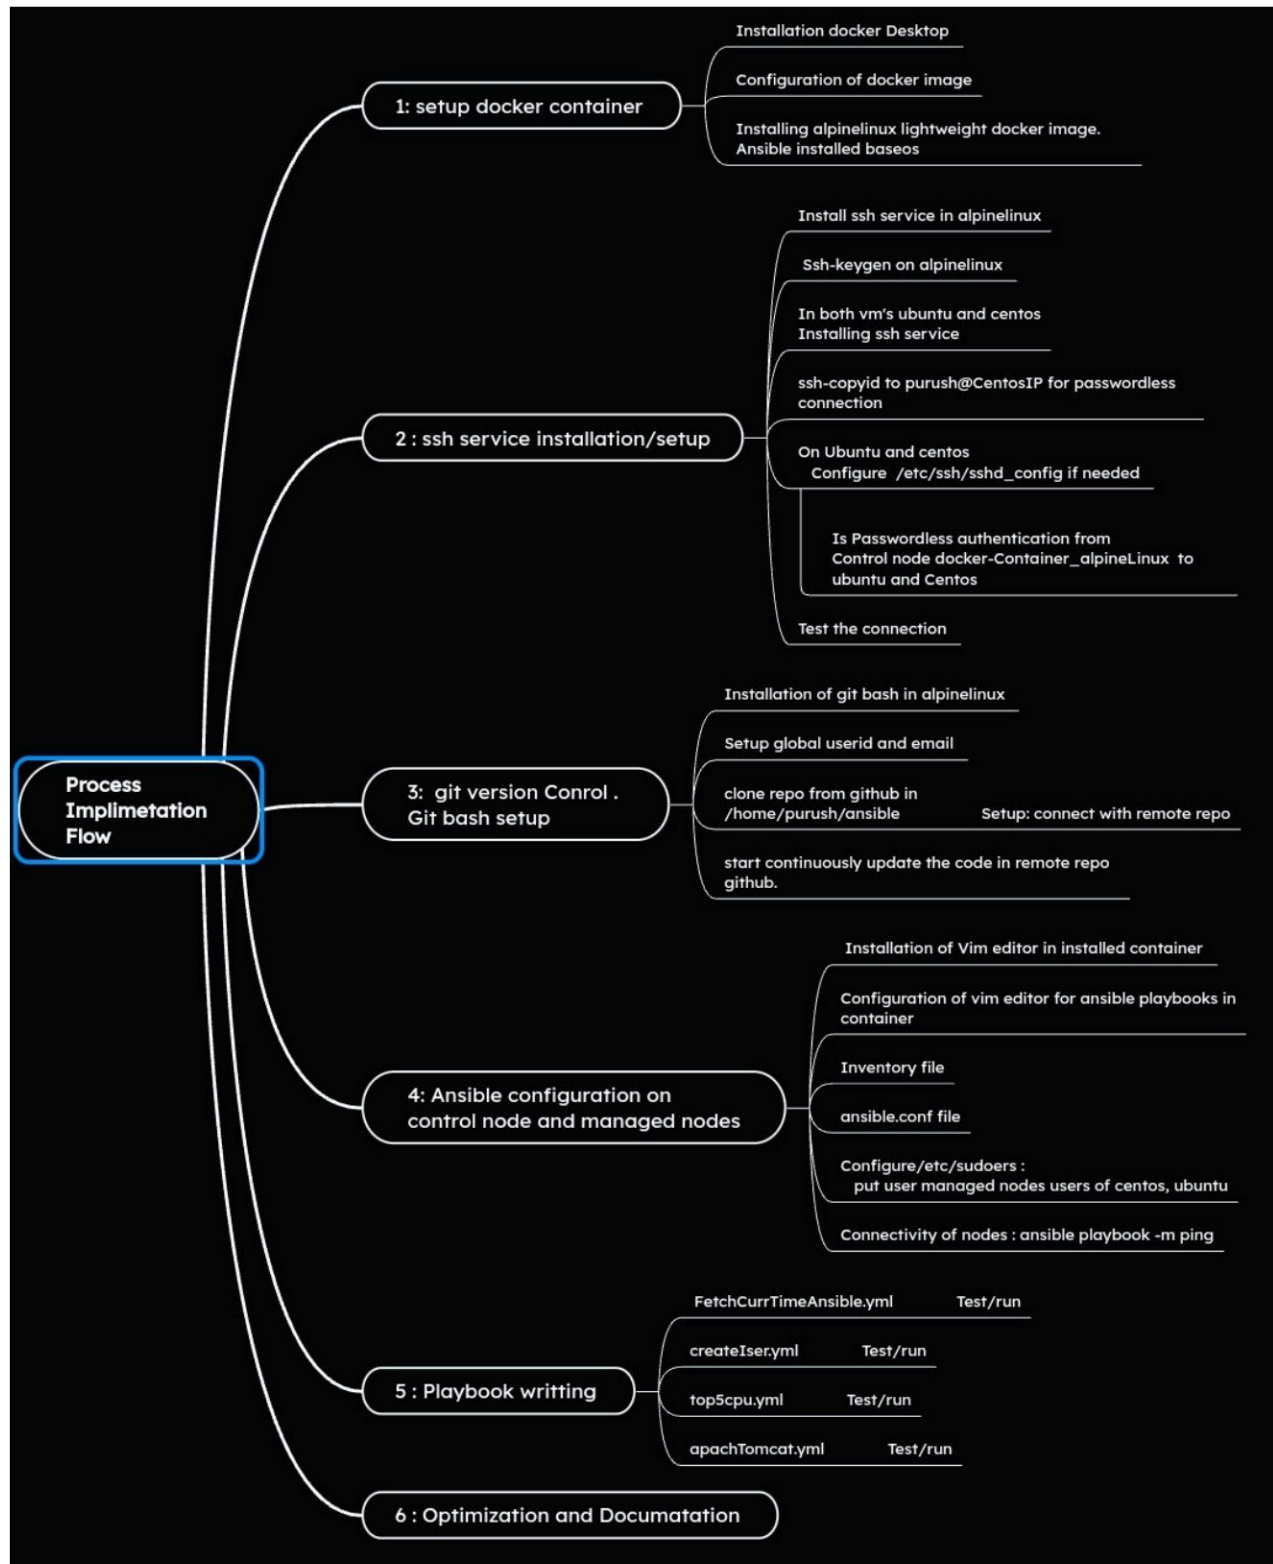 Process
Implimetation
Flow
1: setup docker container
Installation docker Desktop
Configuration of docker image
Installing alpinelinux lightweight docker image.
Ansible installed baseos
2 : ssh service installation/setup
Install ssh service in alpinelinux
Ssh-keygen on alpinelinux
In both vm's ubuntu and centos
Installing ssh service
ssh-copyid to purush@CentosIP for passwordless
connection
On Ubuntu and centos
Configure /etc/ssh/sshd_config if needed
Is Passwordless authentication from
Control node docker-Container_alpineLinux to
ubuntu and Centos
Test the connection
3: git version Conrol .
Git bash setup
Installation of git bash in alpinelinux
Setup global userid and email
clone repo from github in
/home/purush/ansible Setup: connect with remote repo
start continuously update the code in remote repo
github.
4: Ansible configuration on
control node and managed nodes
Installation of Vim editor in installed container
Configuration of vim editor for ansible playbooks in
container
Inventory file
ansible.conf file
Configure/etc/sudoers :
put user managed nodes users of centos, ubuntu
Connectivity of nodes : ansible playbook -m ping
5 : Playbook writting
FetchCurrTimeAnsible.yml Test/run
createIser.yml Test/run
top5cpu.yml Test/run
apachTomcat.yml Test/run
6 : Optimization and Documatation